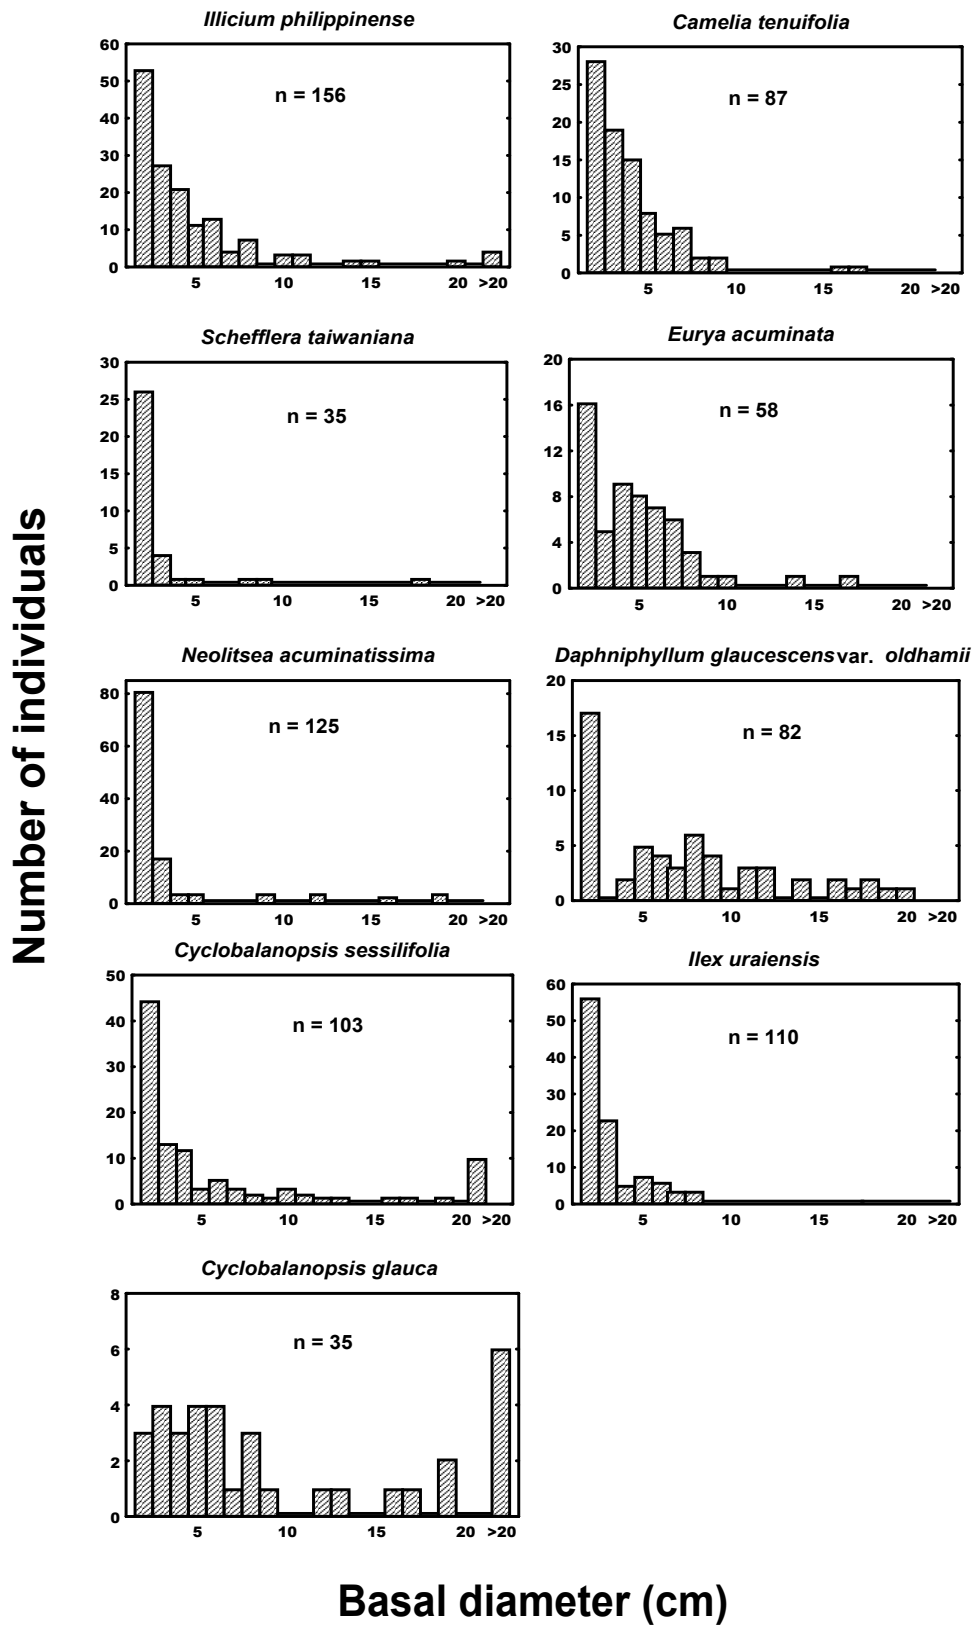 Illicium philippinense
60
50
40
30
20
10
0
n = 156
5 10 15 20 >20
Camelia tenuifolia
30
25
20
15
10
5
0
n = 87
5 10 15 20 >20
Schefflera taiwaniana
30
25
20
15
10
5
0
n = 35
5 10 15 20 >20
Eurya acuminata
20
16
12
8
4
0
n = 58
5 10 15 20 >20
Number of individuals
Neolitsea acuminatissima
80
60
40
20
0
n = 125
5 10 15 20 >20
Daphniphyllum glaucescens var. oldhamii
20
15
10
5
0
n = 82
5 10 15 20 >20
Cyclobalanopsis sessilifolia
50
40
30
20
10
0
n = 103
5 10 15 20 >20
Ilex uraiensis
60
50
40
30
20
10
0
n = 110
5 10 15 20 >20
Cyclobalanopsis glauca
8
6
4
2
0
n = 35
5 10 15 20 >20
Basal diameter (cm)